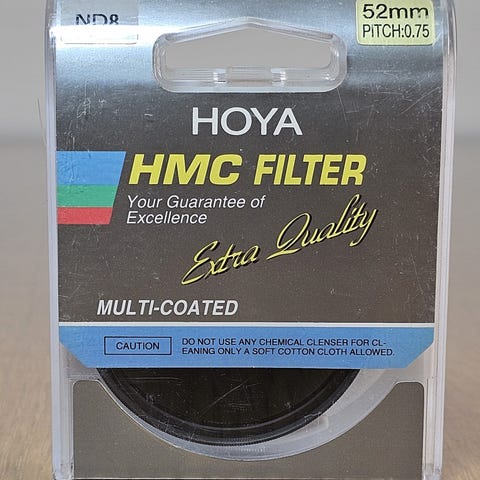 ND8
52mm
PITCH:0.75
HOYA
HMC FILTER
Your Guarantee of
Excellence
Extra Quality
MULTI-COATED
CAUTION
DO NOT USE ANY CHEMICAL CLENSER FOR CL-
EANING ONLY A SOFT COTTON CLOTH ALLOWED.